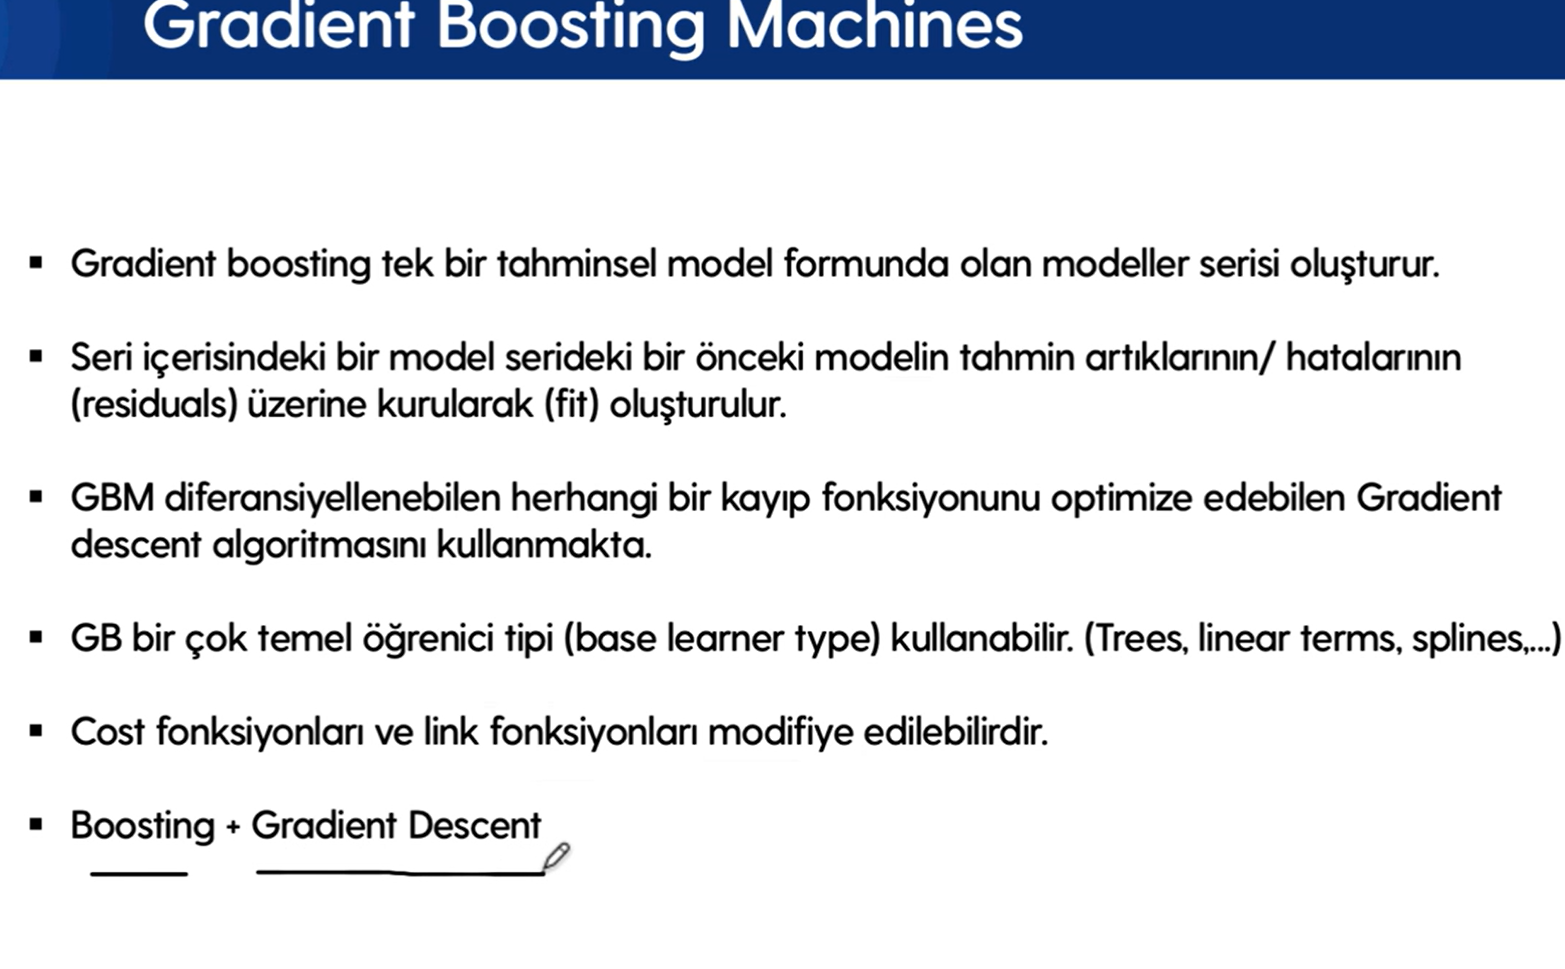 Gradient Boosting Machines
▪ Gradient boosting tek bir tahminsel model formunda olan modeller serisi oluşturur.
▪ Seri içerisindeki bir model serideki bir önceki modelin tahmin artıklarının/ hatalarının
(residuals) üzerine kurularak (fit) oluşturulur.
▪ GBM diferansiyellenebilen herhangi bir kayıp fonksiyonunu optimize edebilen Gradient
descent algoritmasını kullanmakta.
▪ GB bir çok temel öğrenici tipi (base learner type) kullanabilir. (Trees, linear terms, splines,...)
▪ Cost fonksiyonları ve link fonksiyonları modifiye edilebilirdir.
▪ Boosting + Gradient Descent